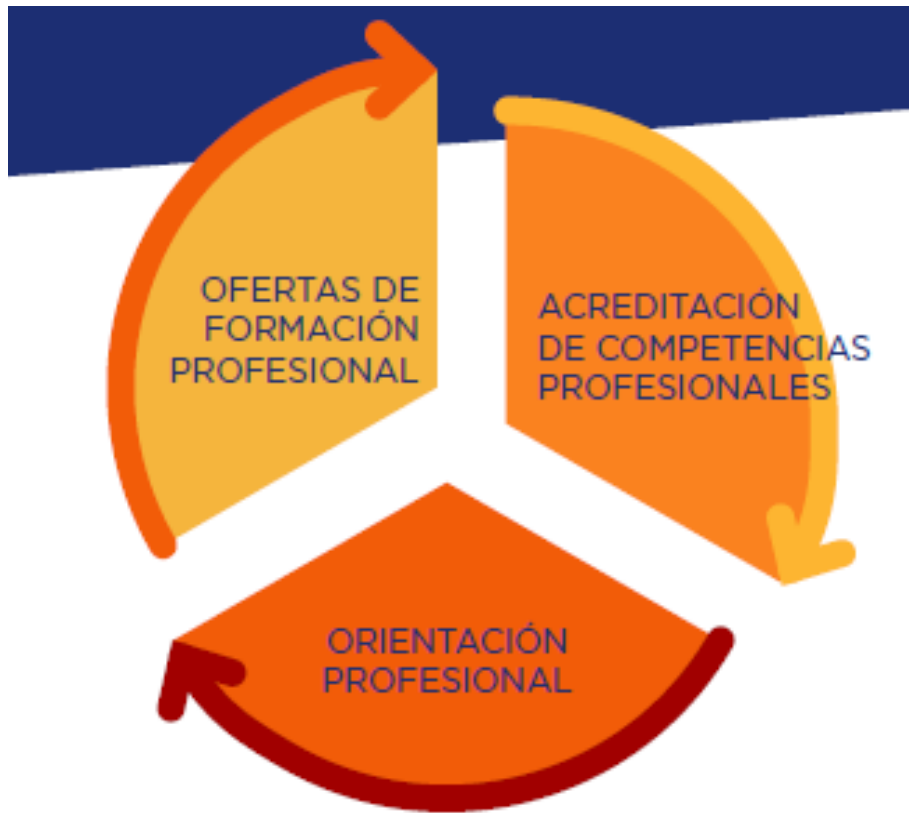 OFERTAS DE
FORMACIÓN
PROFESIONAL
ACREDITACIÓN
DE COMPETENCIAS
PROFESIONALES
ORIENTACIÓN
PROFESIONAL